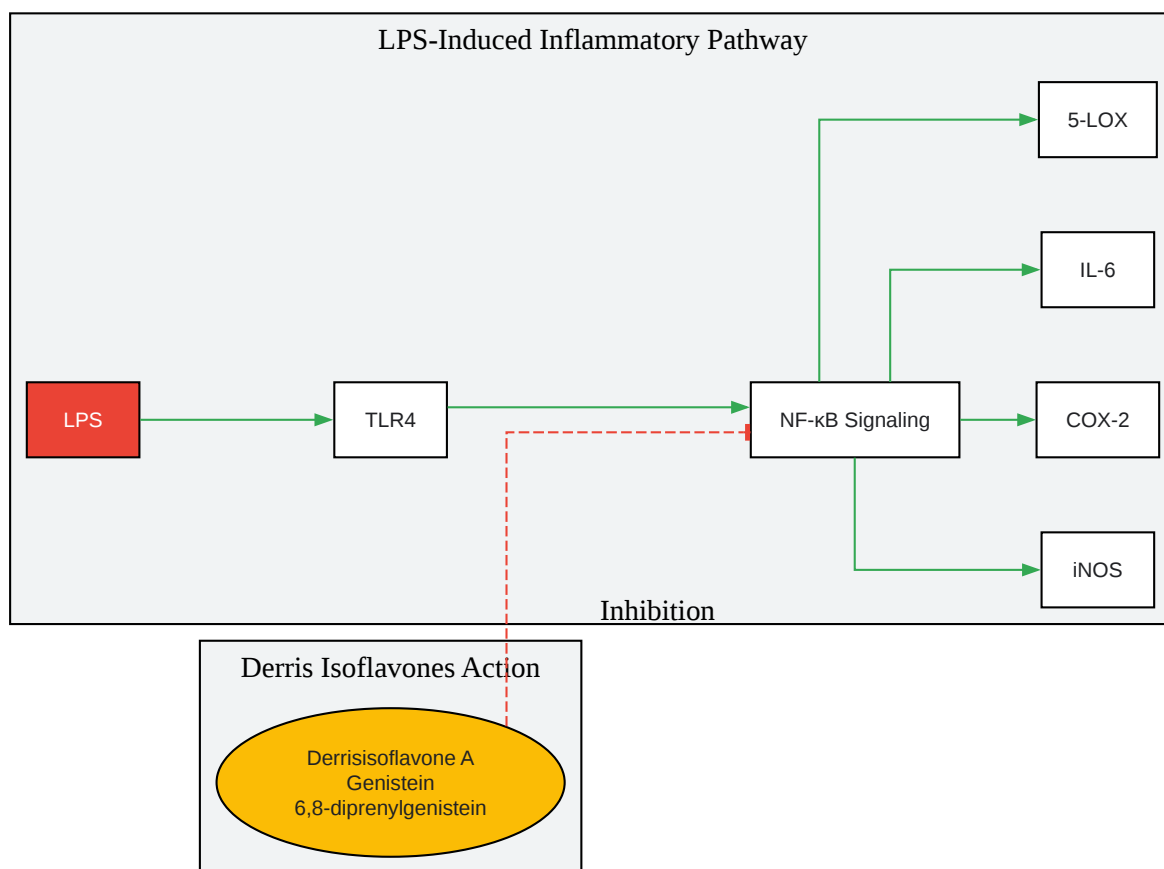 LPS-Induced Inflammatory Pathway
5-LOX
IL-6
LPS
TLR4
NF-κB Signaling
COX-2
iNOS
Inhibition
Derris Isoflavones Action
Derrisisoflavone A
Genistein
6,8-diprenylgenistein